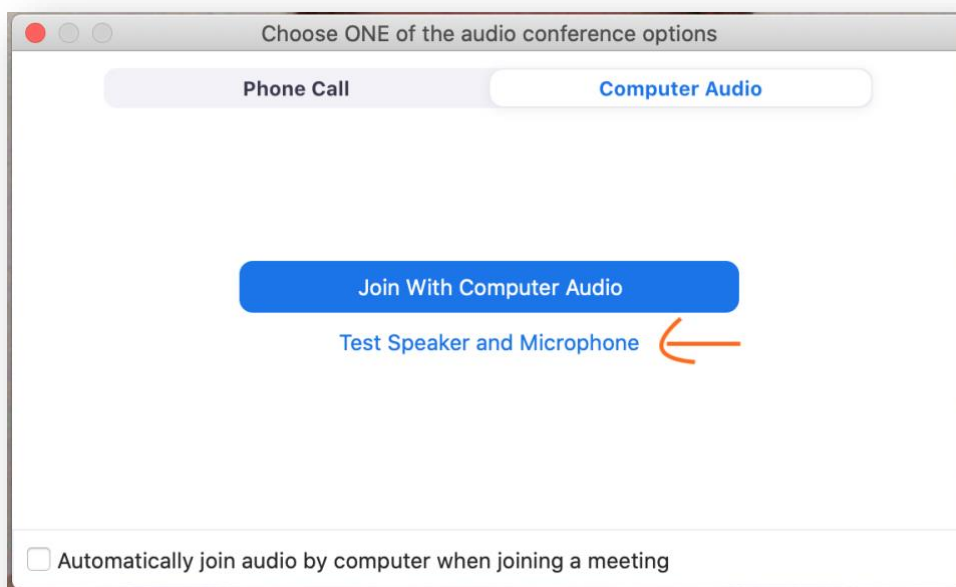 Choose ONE of the audio conference options
Phone Call
Computer Audio
Join With Computer Audio
Test Speaker and Microphone
Automatically join audio by computer when joining a meeting